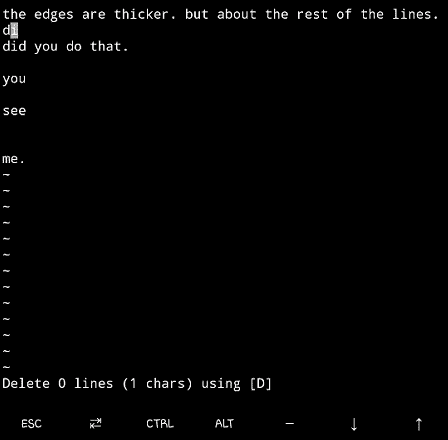 the edges are thicker. but about the rest of the lines.
di
did you do that.
you
see
me.
~
~
~
~
~
~
~
~
~
~
~
~
~
Delete 0 lines (1 chars) using [D]
ESC ⇄ CTRL ALT — ↓ ↑